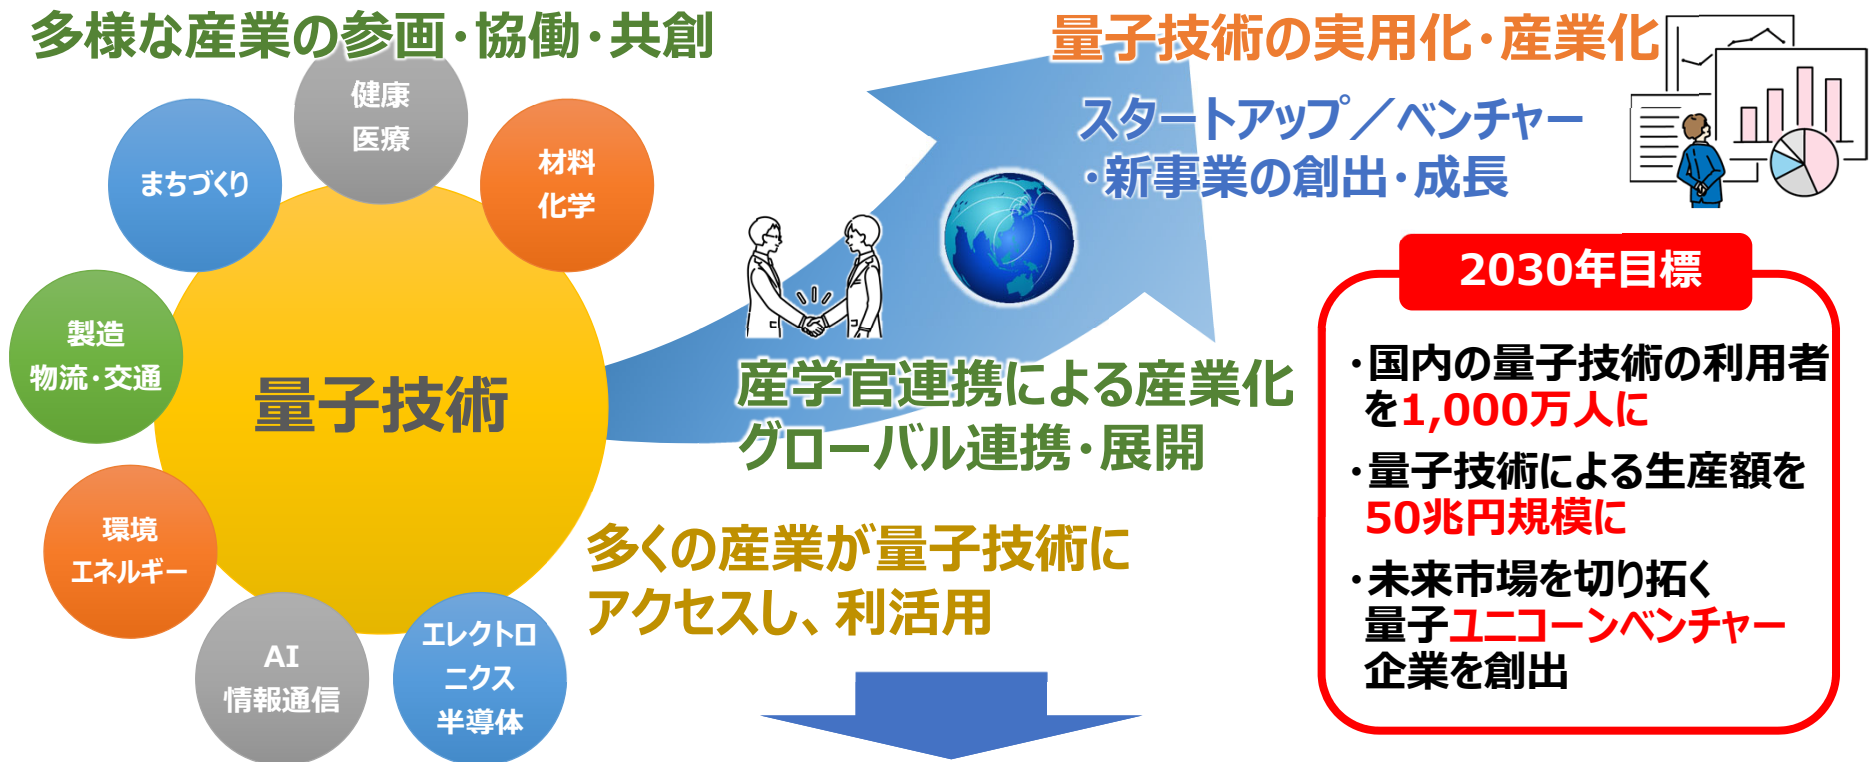 多様な産業の参画・協働・共創
健康
医療
材料
化学
まちづくり
製造
物流・交通
量子技術
環境
エネルギー
AI
情報通信
エレクトロ
ニクス
半導体
量子技術の実用化・産業化
スタートアップ／ベンチャー
・新事業の創出・成長
産学官連携による産業化
グローバル連携・展開
多くの産業が量子技術に
アクセスし、利活用
2030年目標
・国内の量子技術の利用者
を1,000万人に
・量子技術による生産額を
50兆円規模に
・未来市場を切り拓く
量子ユニコーンベンチャー
企業を創出